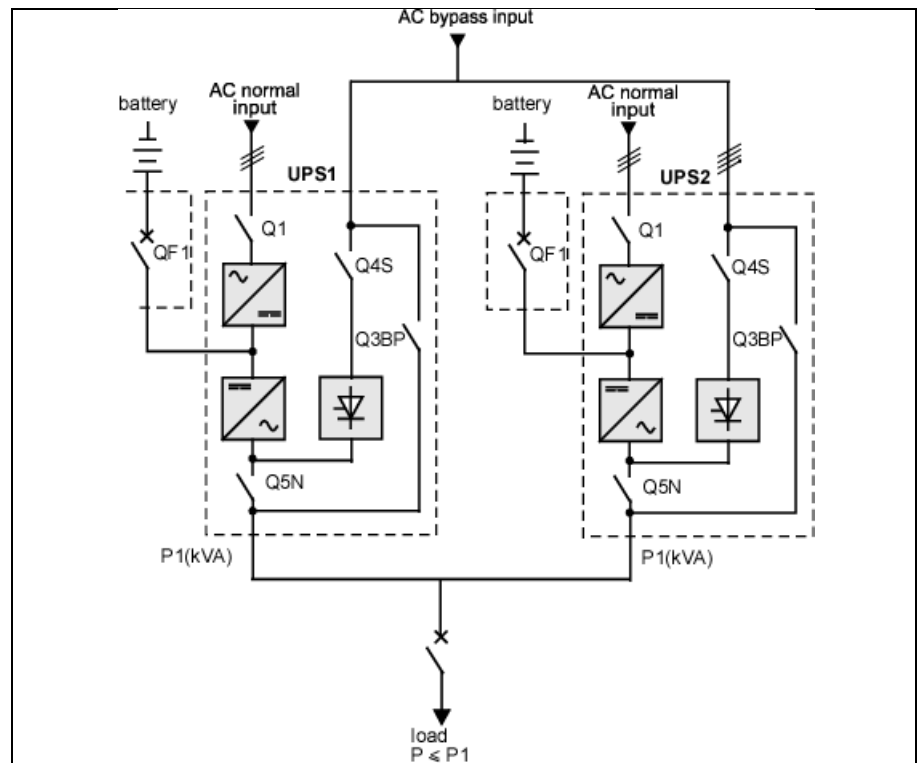 AC bypass input
AC normal
input
battery
UPS1
Q1
QF1
Q4S
Q3BP
Q5N
P1(kVA)
AC normal
input
battery
UPS2
Q1
QF1
Q4S
Q3BP
Q5N
P1(kVA)
load
P ⩽ P1